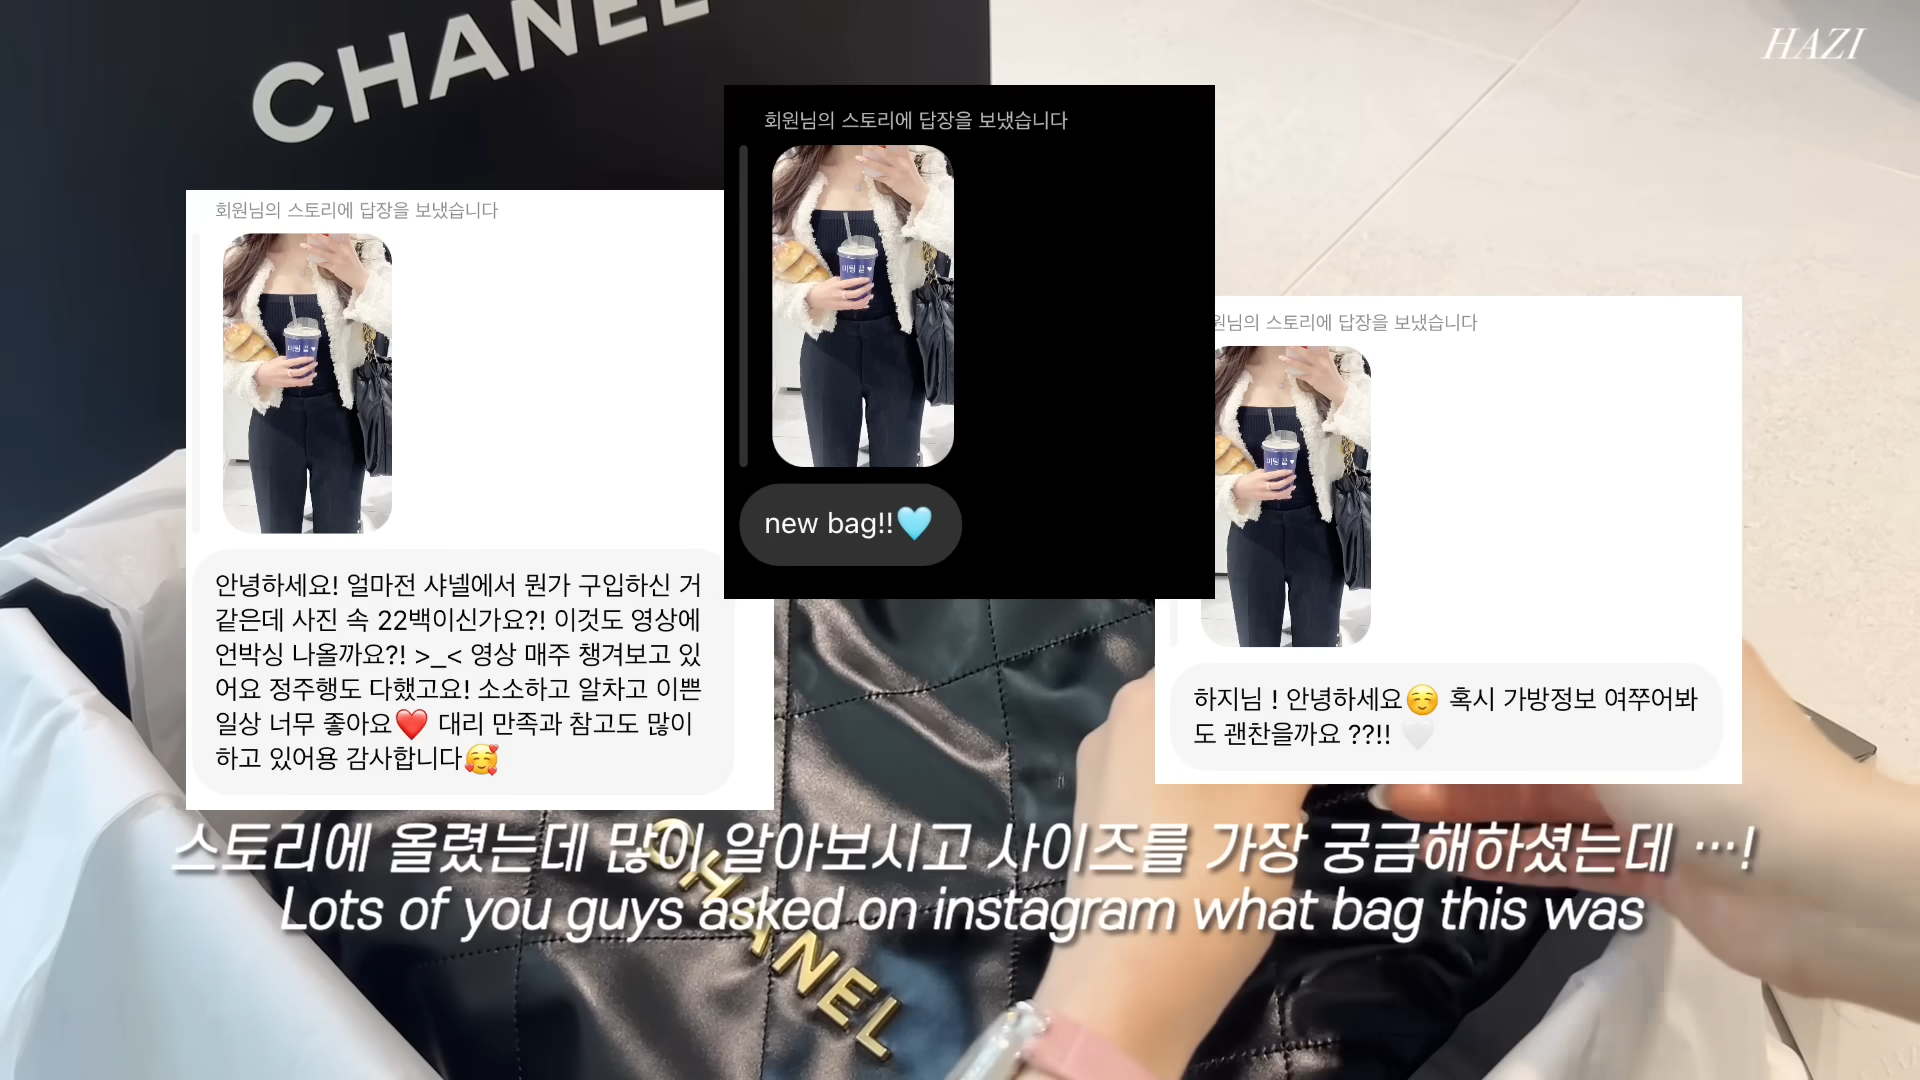 CHANEL
HAZI
회원님의 스토리에 답장을 보냈습니다
미팅 끝 ♥
안녕하세요! 얼마전 샤넬에서 뭔가 구입하신 거
같은데 사진 속 22백이신가요?! 이것도 영상에
언박싱 나올까요?! >_< 영상 매주 챙겨보고 있
어요 정주행도 다했고요! 소소하고 알차고 이쁜
일상 너무 좋아요❤️ 대리 만족과 참고도 많이
하고 있어용 감사합니다🥰
회원님의 스토리에 답장을 보냈습니다
미팅 끝 ♥
new bag!!🩵
원님의 스토리에 답장을 보냈습니다
미팅 끝 ♥
하지님 ! 안녕하세요☺️ 혹시 가방정보 여쭈어봐
도 괜찮을까요 ??!! 🤍
스토리에 올렸는데 많이 알아보시고 사이즈를 가장 궁금해하셨는데 …!
Lots of you guys asked on instagram what bag this was
CHANEL